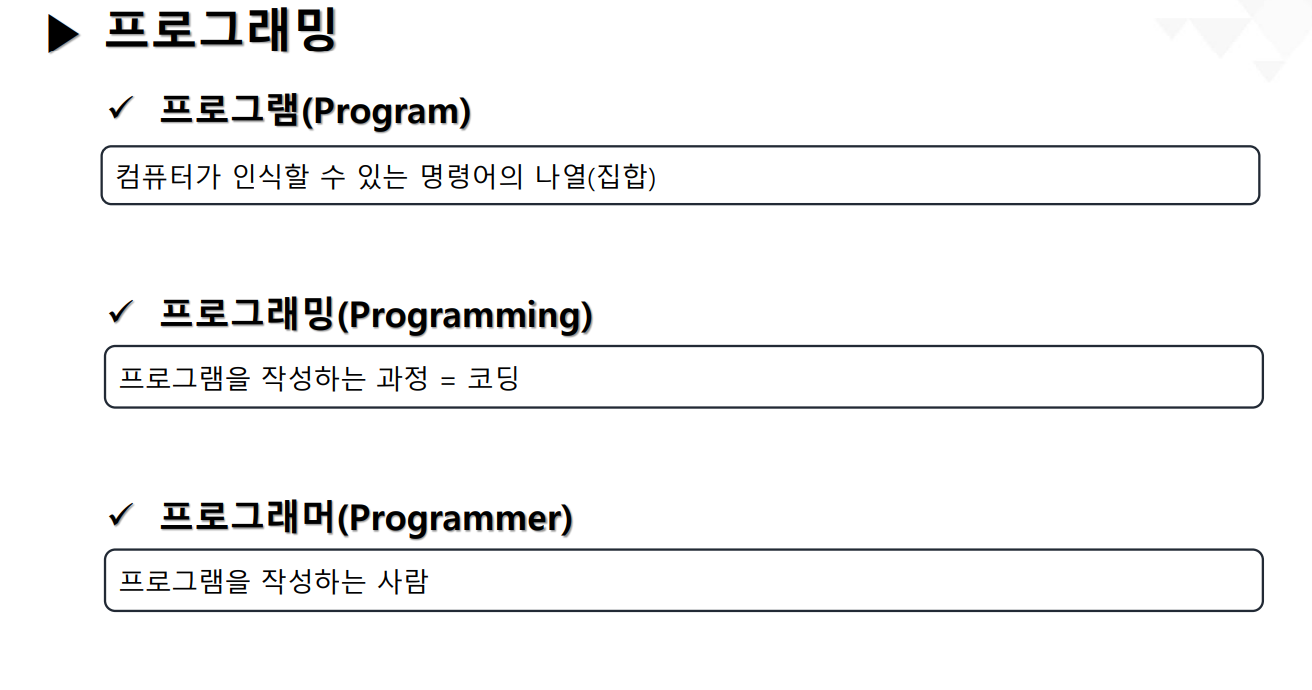 ▶ 프로그래밍
✓ 프로그램(Program)
컴퓨터가 인식할 수 있는 명령어의 나열(집합)
✓ 프로그래밍(Programming)
프로그램을 작성하는 과정 = 코딩
✓ 프로그래머(Programmer)
프로그램을 작성하는 사람